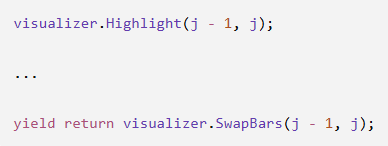 visualizer.Highlight(j - 1, j);
...
yield return visualizer.SwapBars(j - 1, j);